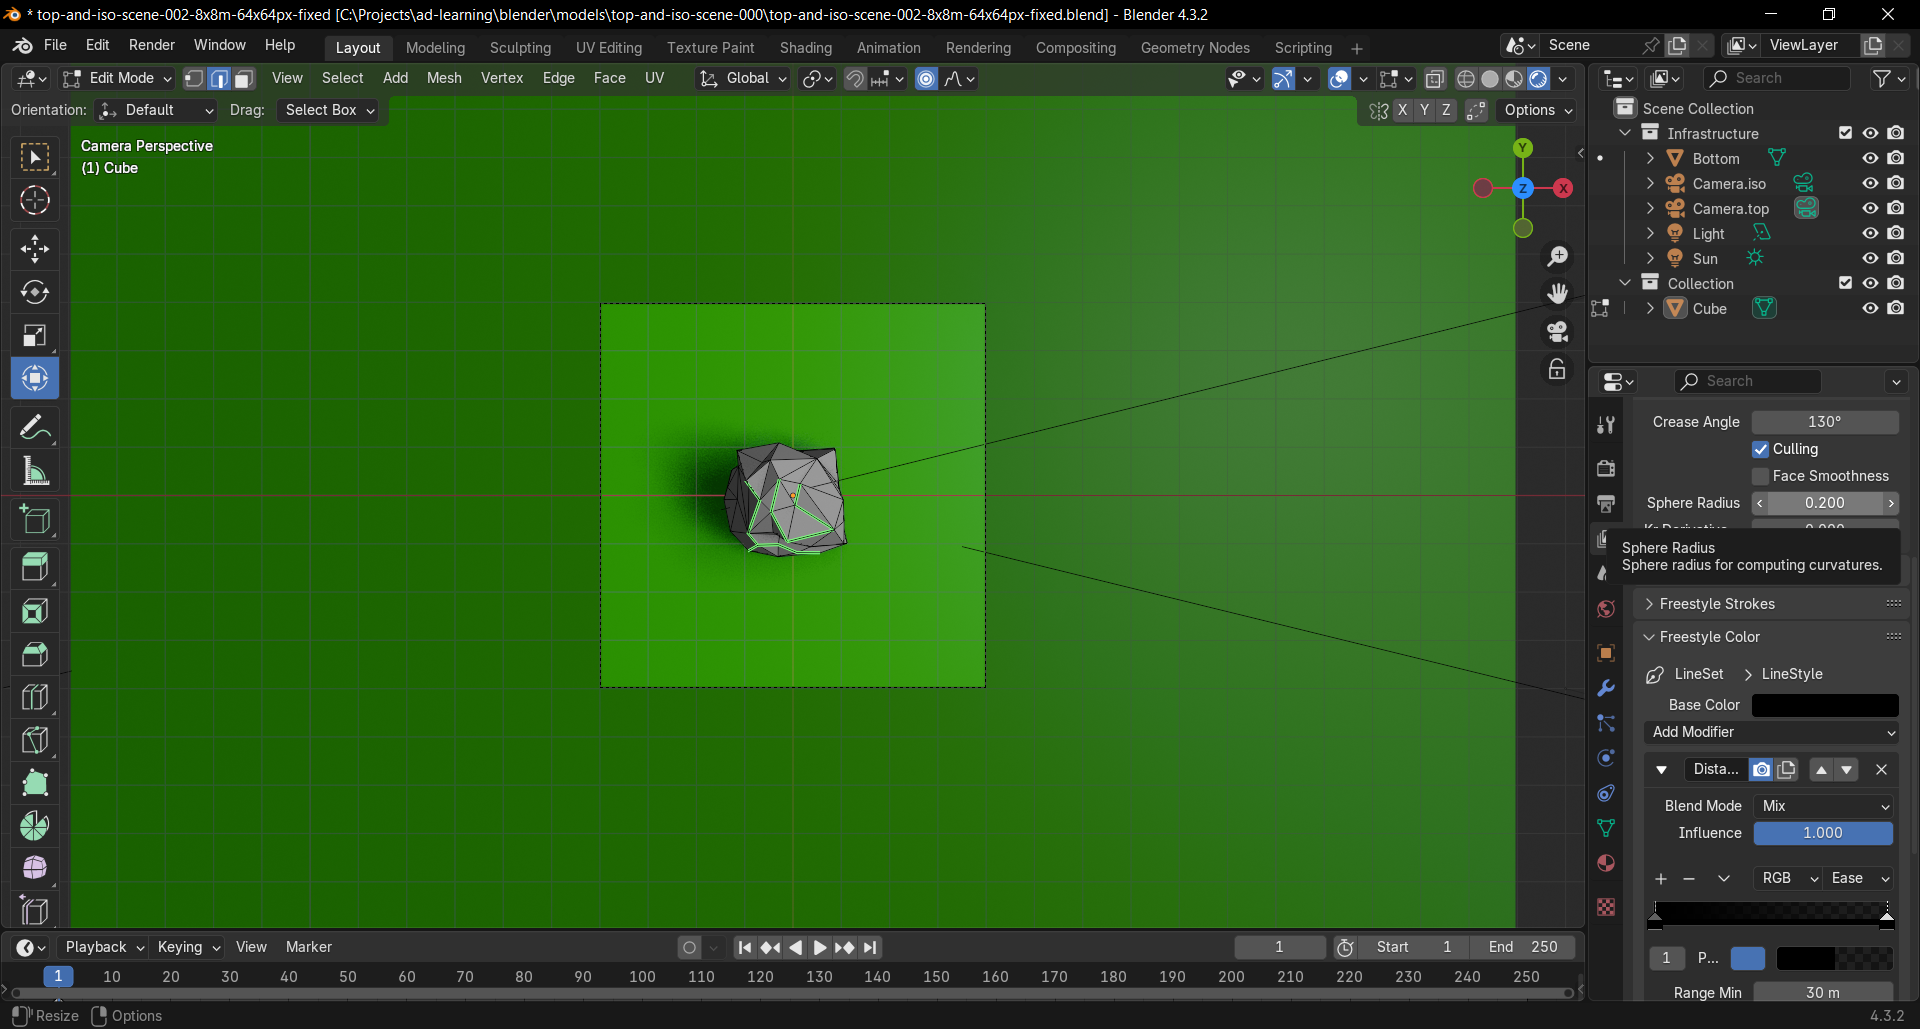 * top-and-iso-scene-002-8x8m-64x64px-fixed [C:\Projects\ad-learning\blender\models\top-and-iso-scene-000\top-and-iso-scene-002-8x8m-64x64px-fixed.blend] - Blender 4.3.2
File Edit Render Window Help Layout Modeling Sculpting UV Editing Texture Paint Shading Animation Rendering Compositing Geometry Nodes Scripting + Scene ViewLayer
Edit Mode View Select Add Mesh Vertex Edge Face UV Global Search
Orientation: Default Drag: Select Box X Y Z Options
Camera Perspective
(1) Cube
Y
Z
X
Scene Collection
Infrastructure
Bottom
Camera.iso
Camera.top
Light
Sun
Collection
Cube
Search
Crease Angle 130°
Culling
Face Smoothness
Sphere Radius 0.200
Sphere Radius
Sphere radius for computing curvatures.
Freestyle Strokes
Freestyle Color
LineSet LineStyle
Base Color
Add Modifier
Dista...
Blend Mode Mix
Influence 1.000
RGB Ease
1 P...
Range Min 30 m
Playback Keying View Marker 1 Start 1 End 250
1 10 20 30 40 50 60 70 80 90 100 110 120 130 140 150 160 170 180 190 200 210 220 230 240 250
Resize Options 4.3.2